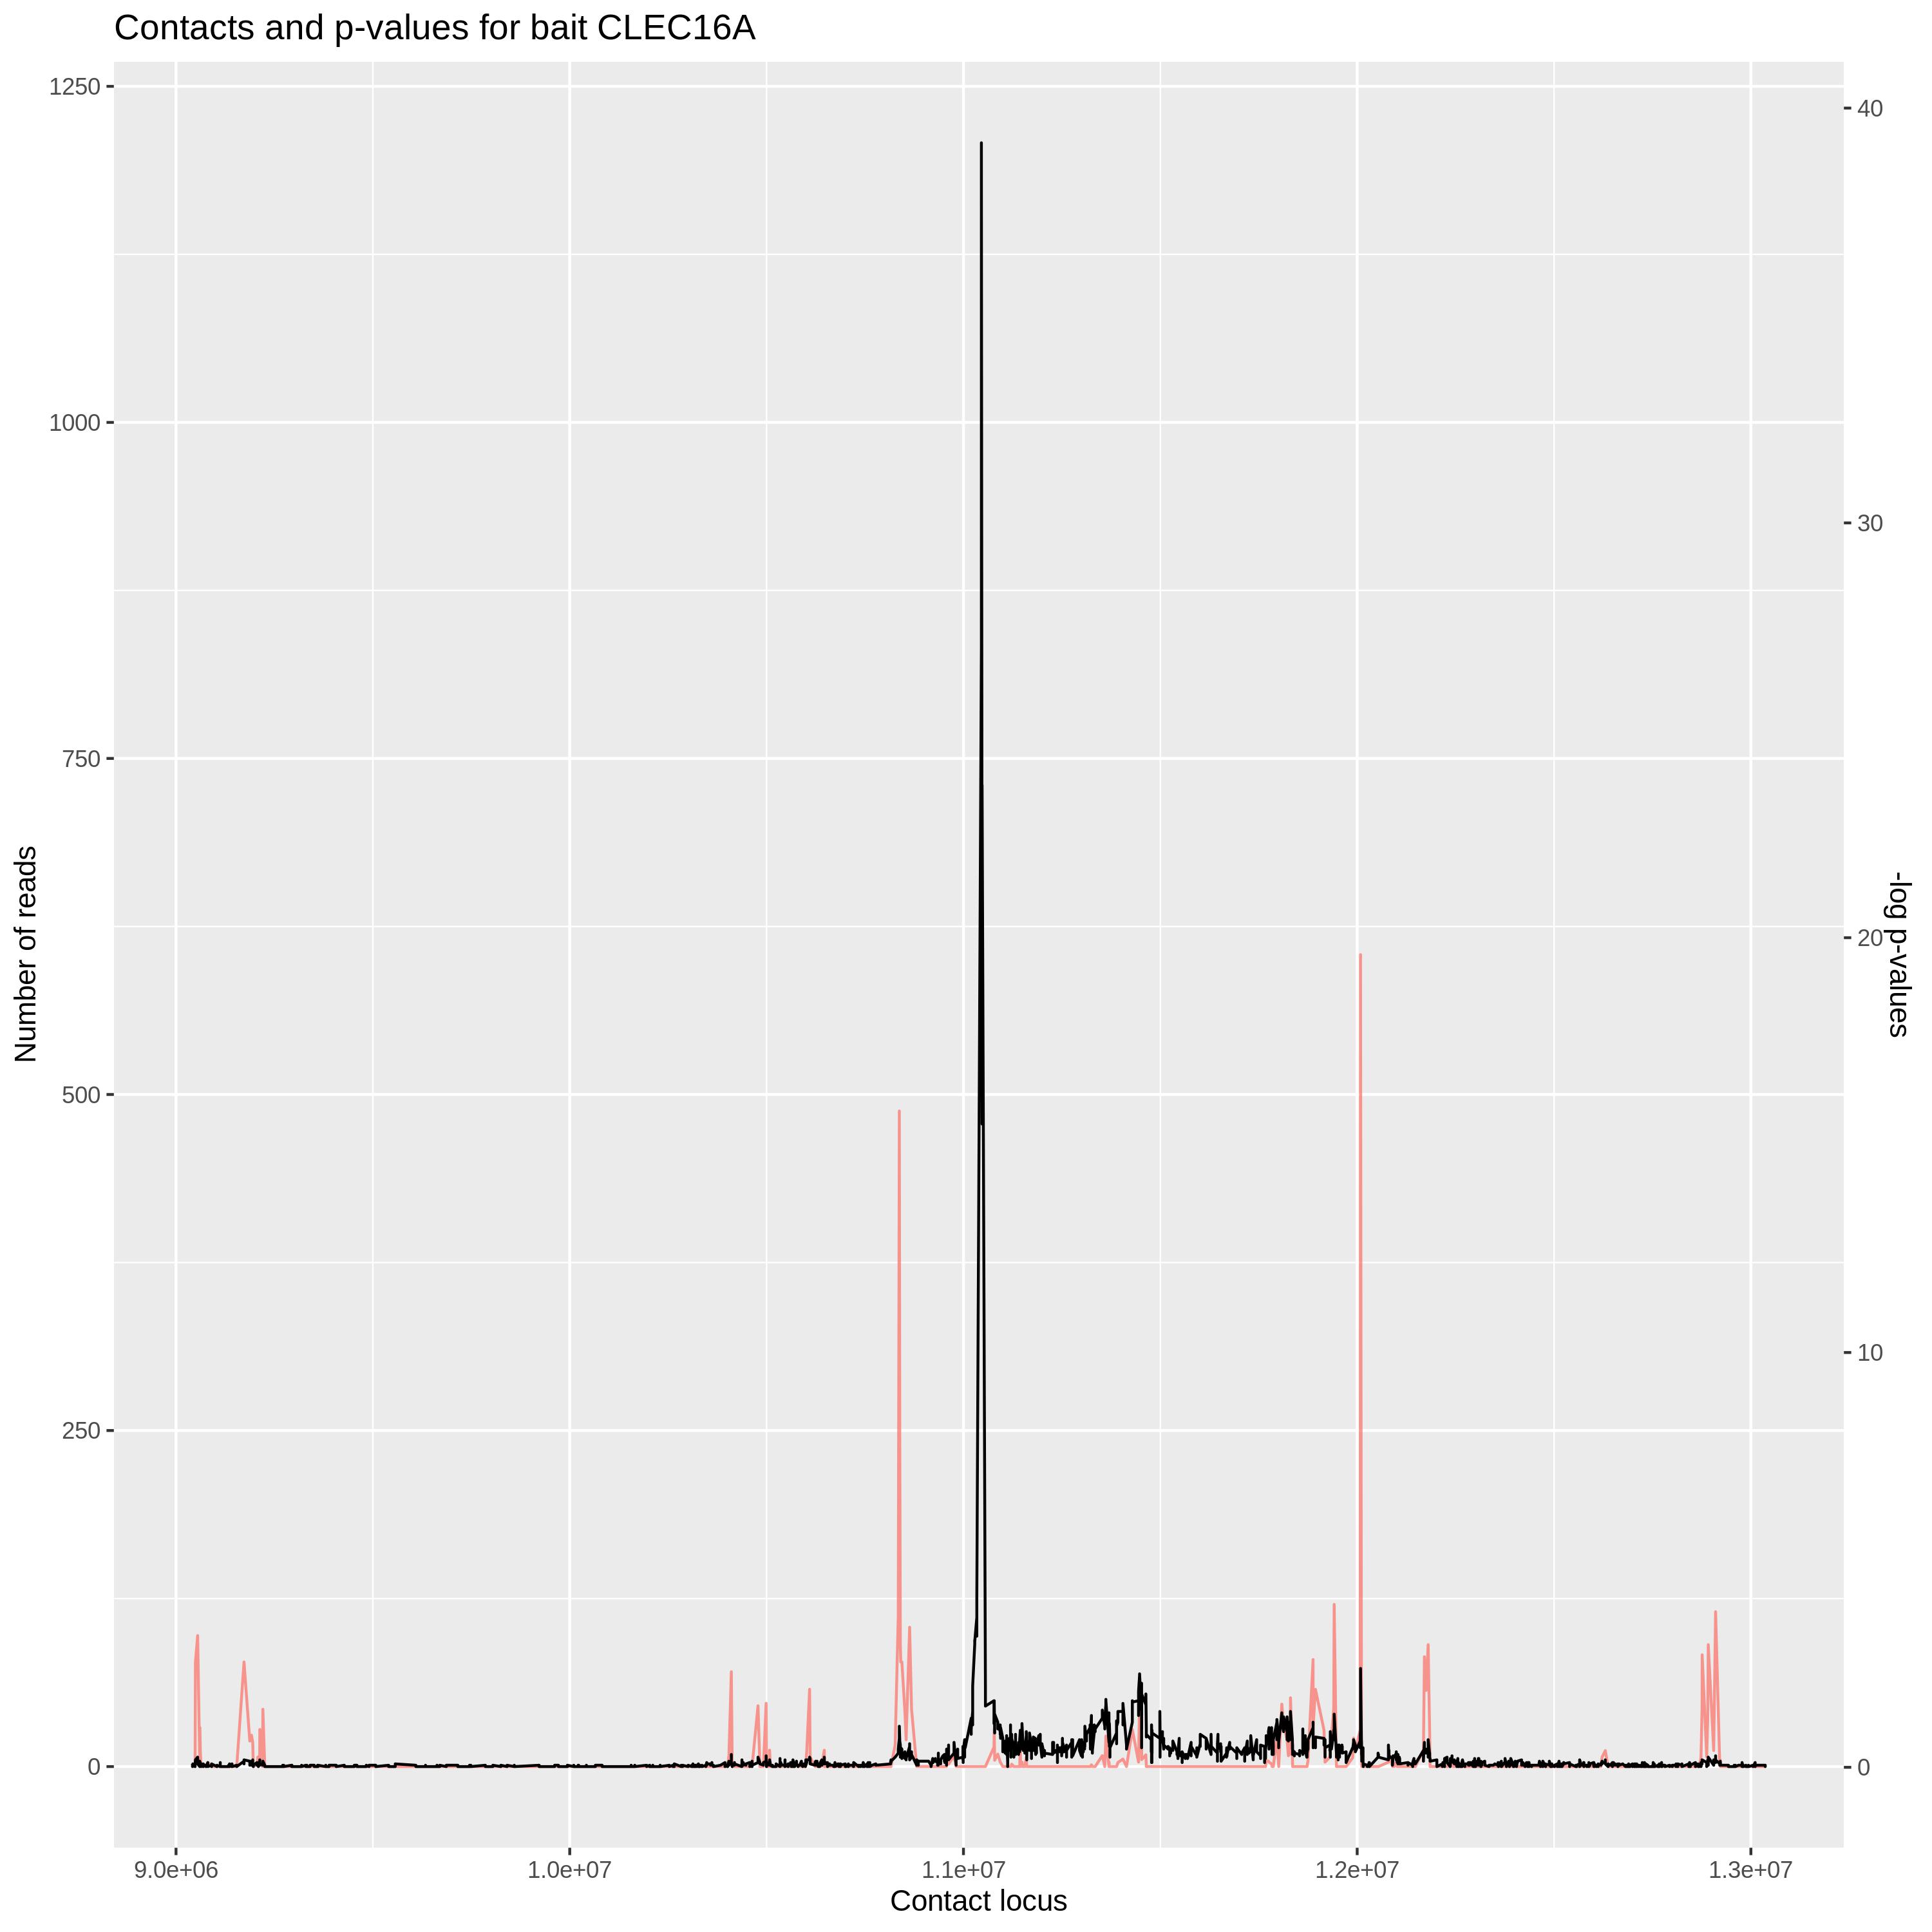 Contacts and p-values for bait CLEC16A
1250
1000
750
500
250
0
Number of reads
40
30
20
10
0
-log p-values
9.0e+06 1.0e+07 1.1e+07 1.2e+07 1.3e+07
Contact locus